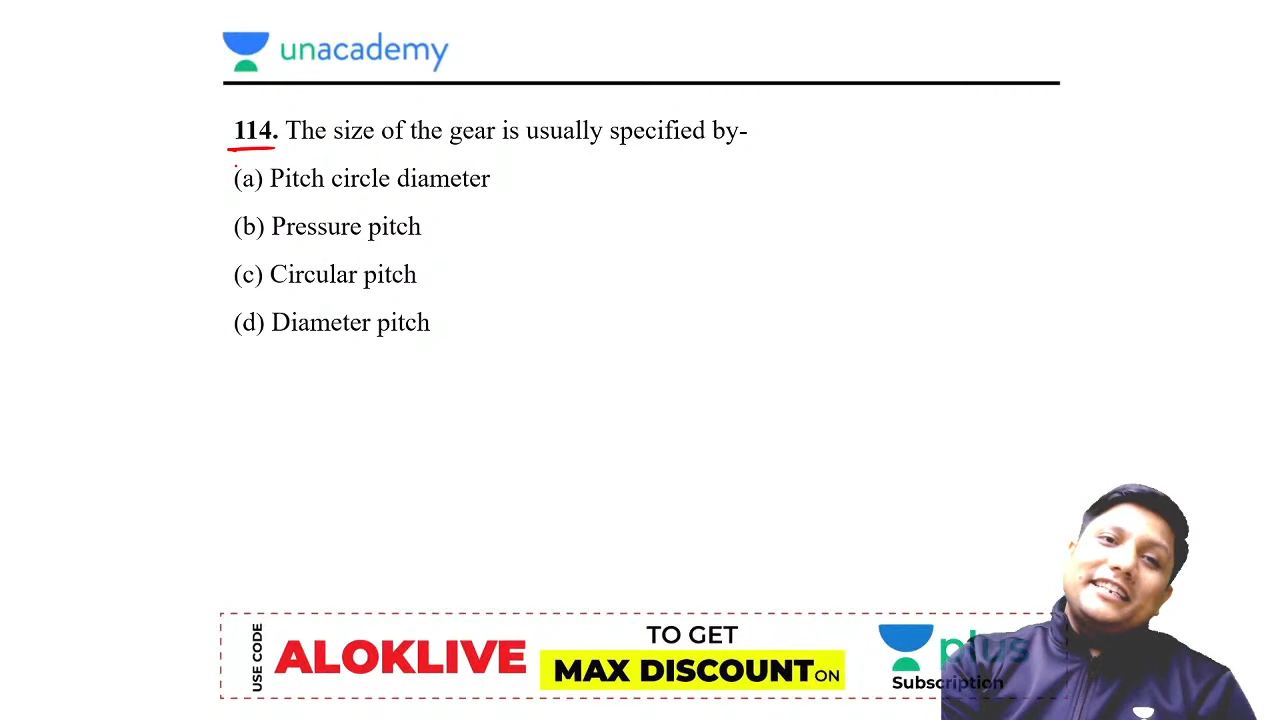 unacademy
114. The size of the gear is usually specified by-
(a) Pitch circle diameter
(b) Pressure pitch
(c) Circular pitch
(d) Diameter pitch
USE CODE
ALOKLIVE
TO GET
MAX DISCOUNT ON
plus
Subscription